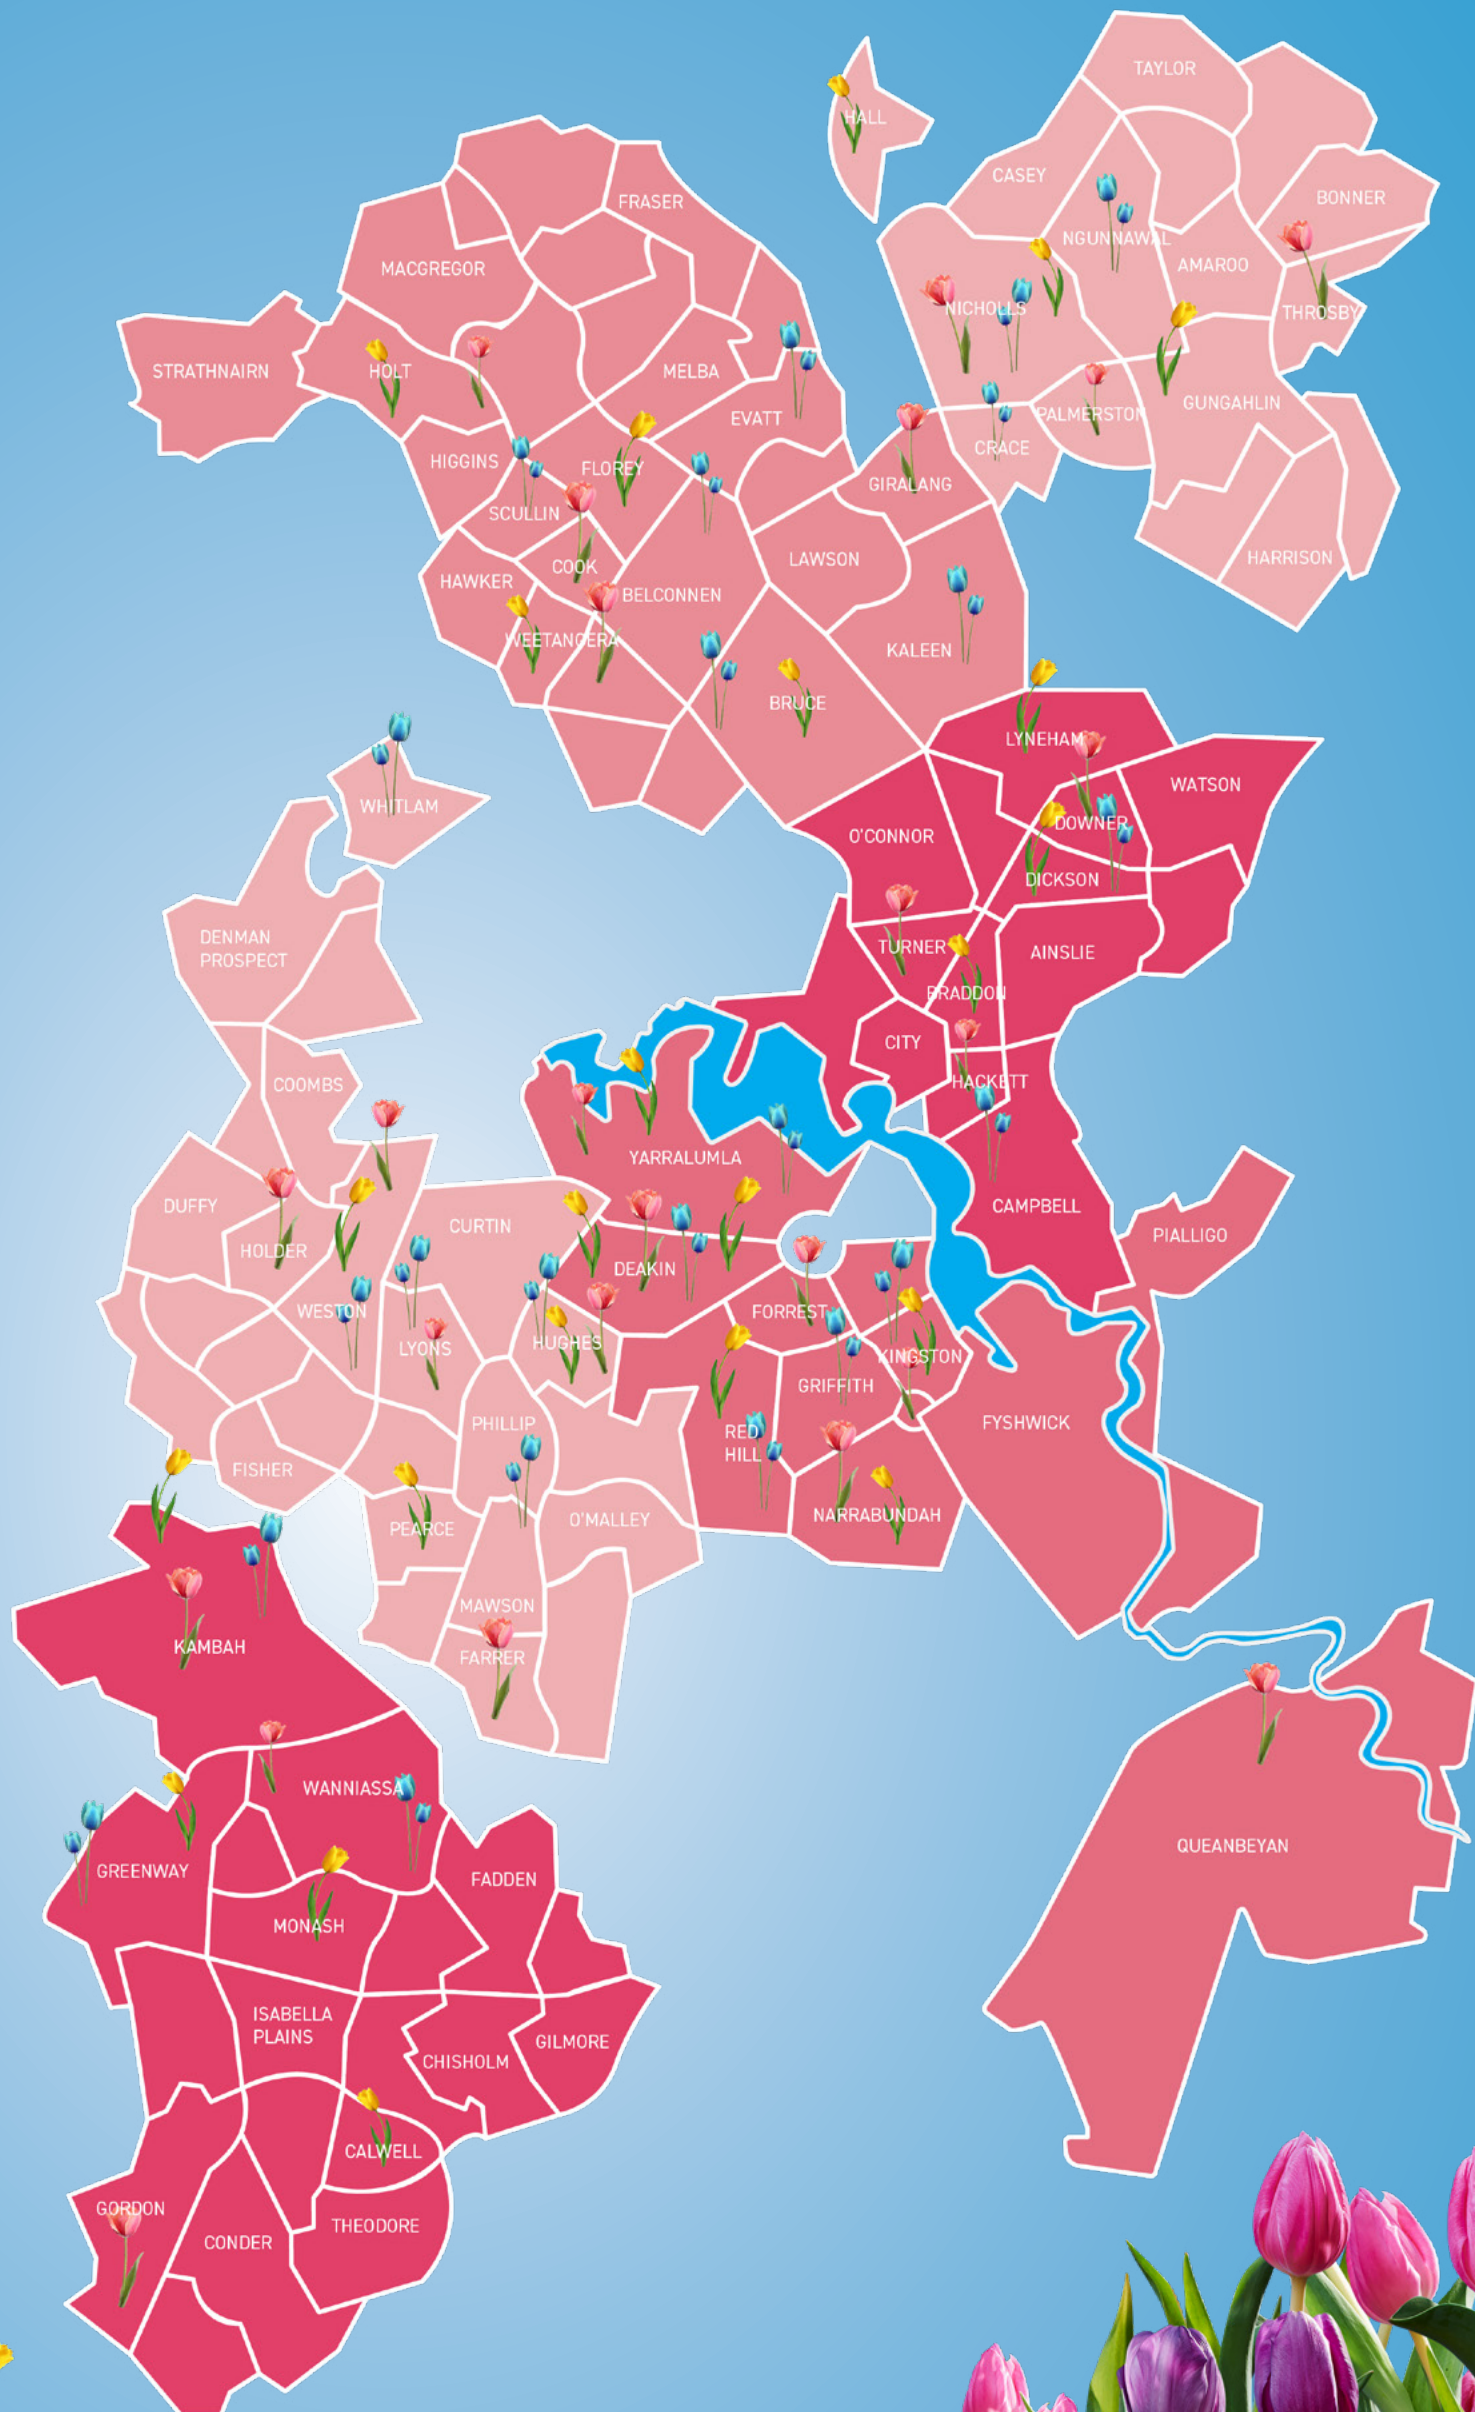 TAYLOR
HALL
CASEY
BONNER
FRASER
NGUNNAWAL
AMAROO
MACGREGOR
NICHOLLS
THROSBY
STRATHNAIRN
HOLT
MELBA
PALMERSTON
GUNGAHLIN
EVATT
CRACE
HIGGINS
FLOREY
GIRALANG
SCULLIN
LAWSON
HARRISON
COOK
HAWKER
BELCONNEN
WEETANGERA
KALEEN
BRUCE
LYNEHAM
WATSON
WHITLAM
DOWNER
O'CONNOR
DICKSON
DENMAN
PROSPECT
TURNER
AINSLIE
BRADDON
CITY
COOMBS
HACKETT
YARRALUMLA
DUFFY
CAMPBELL
CURTIN
PIALLIGO
HOLDER
DEAKIN
WESTON
FORREST
LYONS
HUGHES
KINGSTON
GRIFFITH
PHILLIP
RED
HILL
FYSHWICK
FISHER
NARRABUNDAH
PEARCE
O'MALLEY
MAWSON
KAMBAH
FARRER
WANNIASSA
QUEANBEYAN
GREENWAY
FADDEN
MONASH
ISABELLA
PLAINS
GILMORE
CHISHOLM
CALWELL
GORDON
THEODORE
CONDER